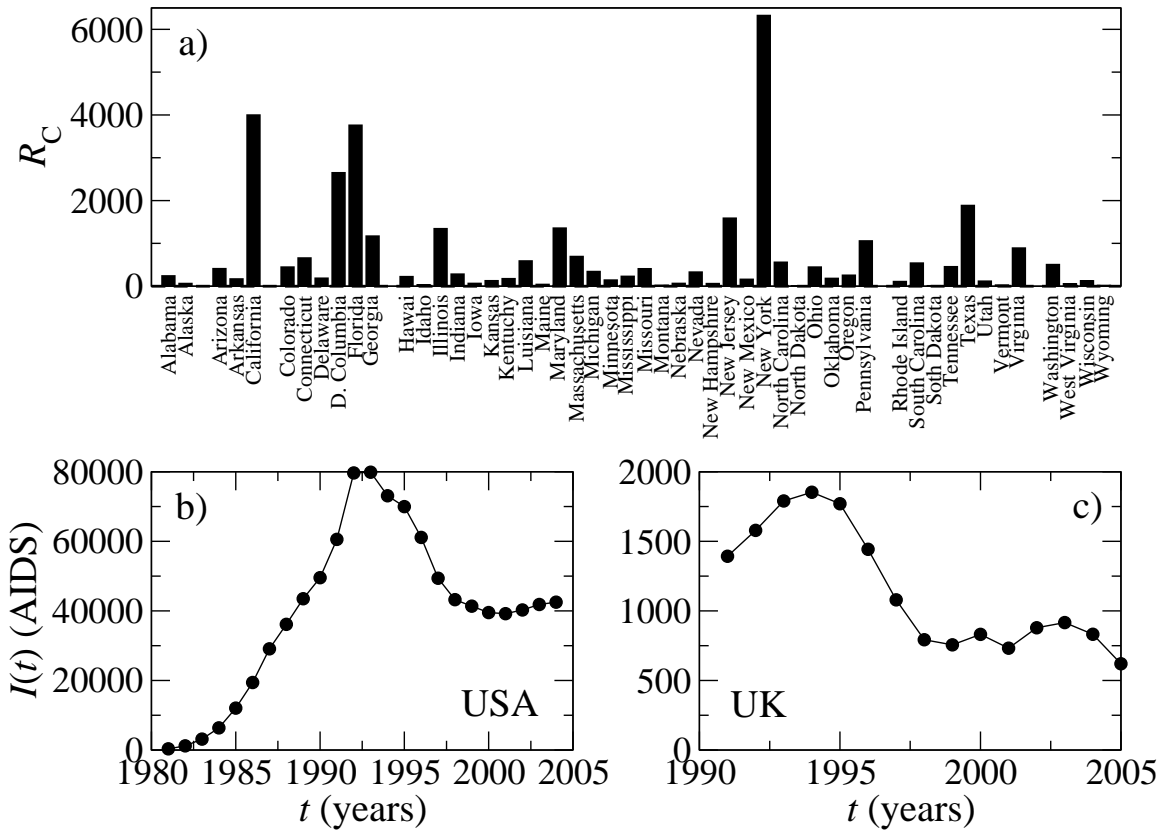 a)
R_C
6000
4000
2000
0
Alabama
Alaska
Arizona
Arkansas
California
Colorado
Connecticut
Delaware
D. Columbia
Florida
Georgia
Hawai
Idaho
Illinois
Indiana
Iowa
Kansas
Kentuchy
Luisiana
Maine
Maryland
Massachusetts
Michigan
Minnesota
Mississippi
Missouri
Montana
Nebraska
Nevada
New Hampshire
New Jersey
New Mexico
New York
North Carolina
North Dakota
Ohio
Oklahoma
Oregon
Pennsylvania
Rhode Island
South Carolina
Soth Dakota
Tennessee
Texas
Utah
Vermont
Virginia
Washington
West Virginia
Wisconsin
Wyoming
b)
I(t) (AIDS)
80000
60000
40000
20000
0
USA
1980 1985 1990 1995 2000 2005
t (years)
c)
2000
1500
1000
500
0
UK
1990 1995 2000 2005
t (years)